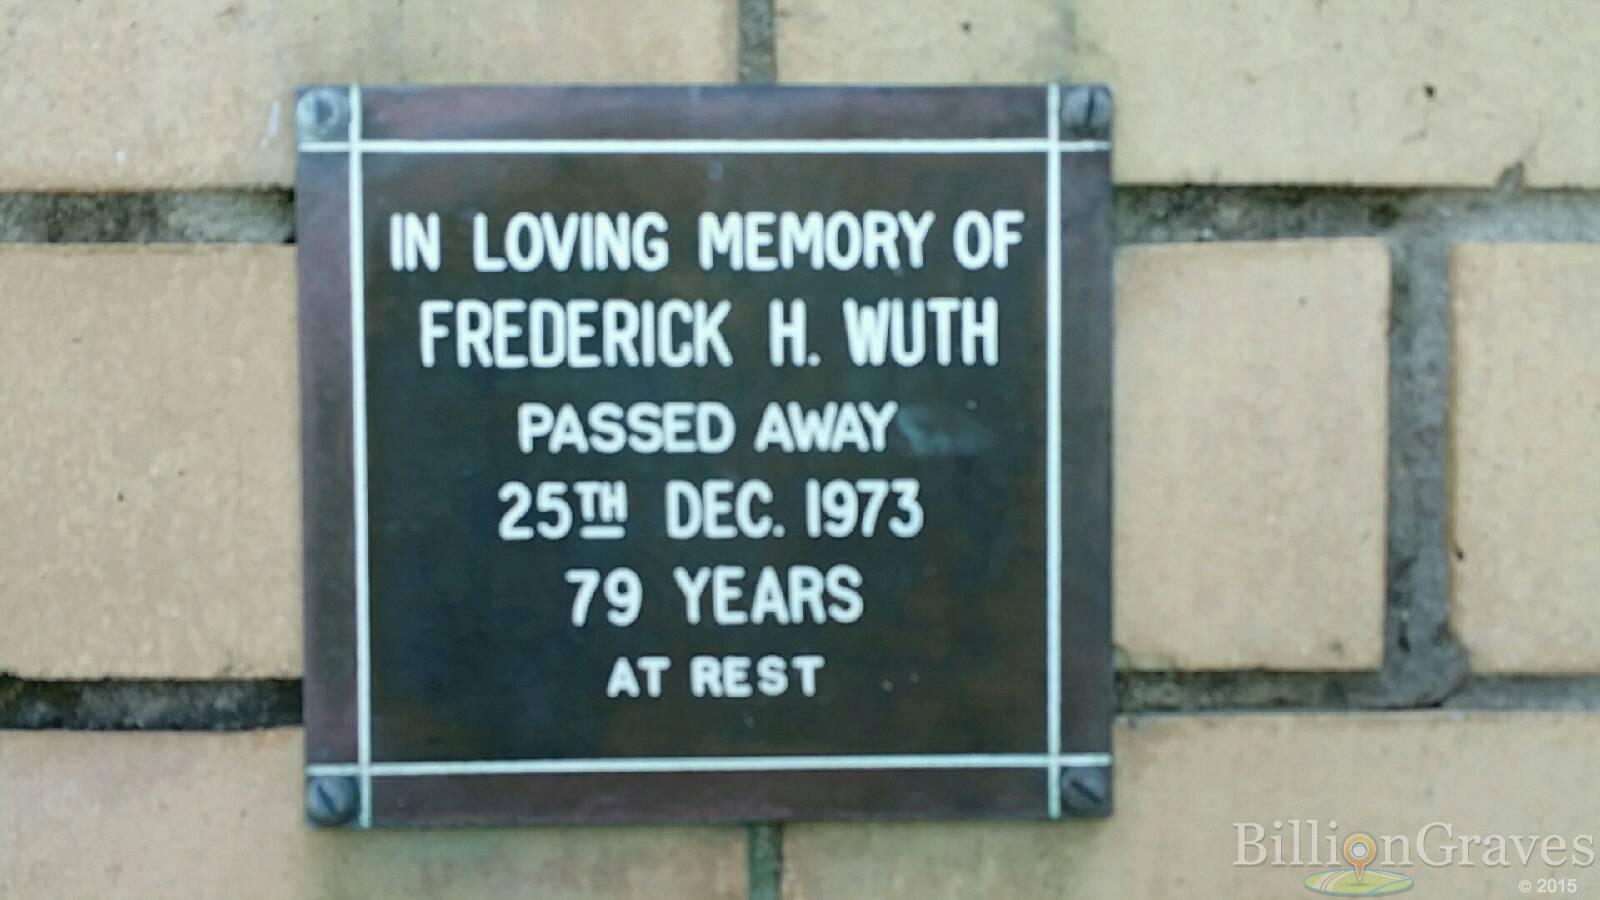 IN LOVING MEMORY OF
FREDERICK H. WUTH
PASSED AWAY
25TH DEC. 1973
79 YEARS
AT REST
BillionGraves
© 2015